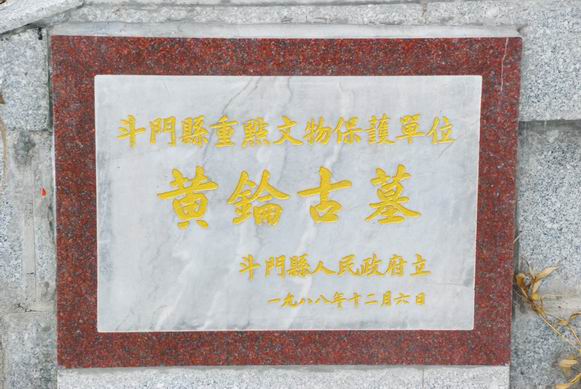 斗門縣重點文物保護單位
黄錀古墓
斗門縣人民政府立
一九八八年十二月六日